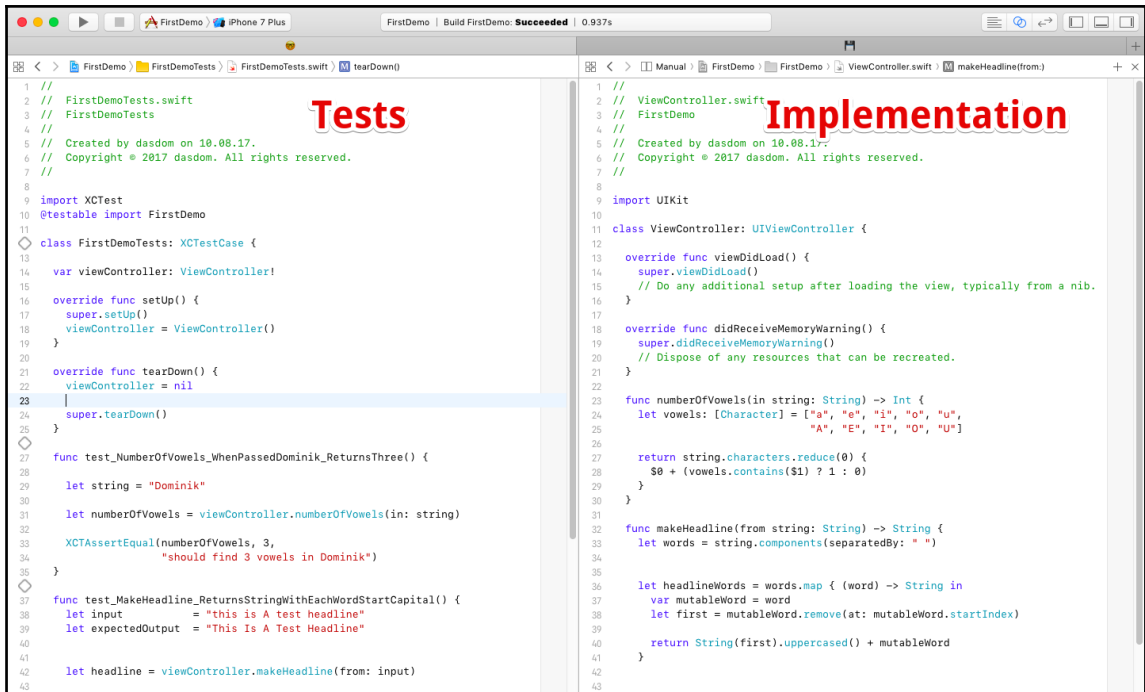 FirstDemo 〉 iPhone 7 Plus
FirstDemo | Build FirstDemo: Succeeded | 0.937s
+
FirstDemo 〉 FirstDemoTests 〉 FirstDemoTests.swift 〉 M tearDown()
Tests
1 //
2 //  FirstDemoTests.swift
3 //  FirstDemoTests
4 //
5 //  Created by dasdom on 10.08.17.
6 //  Copyright © 2017 dasdom. All rights reserved.
7 //
8
9 import XCTest
10 @testable import FirstDemo
11
class FirstDemoTests: XCTestCase {
13
14   var viewController: ViewController!
15
16   override func setUp() {
17     super.setUp()
18     viewController = ViewController()
19   }
20
21   override func tearDown() {
22     viewController = nil
23
24     super.tearDown()
25   }
27   func test_NumberOfVowels_WhenPassedDominik_ReturnsThree() {
28
29     let string = "Dominik"
30
31     let numberOfVowels = viewController.numberOfVowels(in: string)
32
33     XCTAssertEqual(numberOfVowels, 3,
34                    "should find 3 vowels in Dominik")
35   }
37   func test_MakeHeadline_ReturnsStringWithEachWordStartCapital() {
38     let input           = "this is A test headline"
39     let expectedOutput  = "This Is A Test Headline"
40
41
42     let headline = viewController.makeHeadline(from: input)
43
Manual 〉 FirstDemo 〉 FirstDemo 〉 ViewController.swift 〉 M makeHeadline(from:) + ×
Implementation
1 //
2 //  ViewController.swift
3 //  FirstDemo
4 //
5 //  Created by dasdom on 10.08.17.
6 //  Copyright © 2017 dasdom. All rights reserved.
7 //
8
9 import UIKit
10
11 class ViewController: UIViewController {
12
13   override func viewDidLoad() {
14     super.viewDidLoad()
15     // Do any additional setup after loading the view, typically from a nib.
16   }
17
18   override func didReceiveMemoryWarning() {
19     super.didReceiveMemoryWarning()
20     // Dispose of any resources that can be recreated.
21   }
22
23   func numberOfVowels(in string: String) -> Int {
24     let vowels: [Character] = ["a", "e", "i", "o", "u",
25                                "A", "E", "I", "O", "U"]
26
27     return string.characters.reduce(0) {
28       $0 + (vowels.contains($1) ? 1 : 0)
29     }
30   }
31
32   func makeHeadline(from string: String) -> String {
33     let words = string.components(separatedBy: " ")
34
35
36     let headlineWords = words.map { (word) -> String in
37       var mutableWord = word
38       let first = mutableWord.remove(at: mutableWord.startIndex)
39
40       return String(first).uppercased() + mutableWord
41     }
42
43